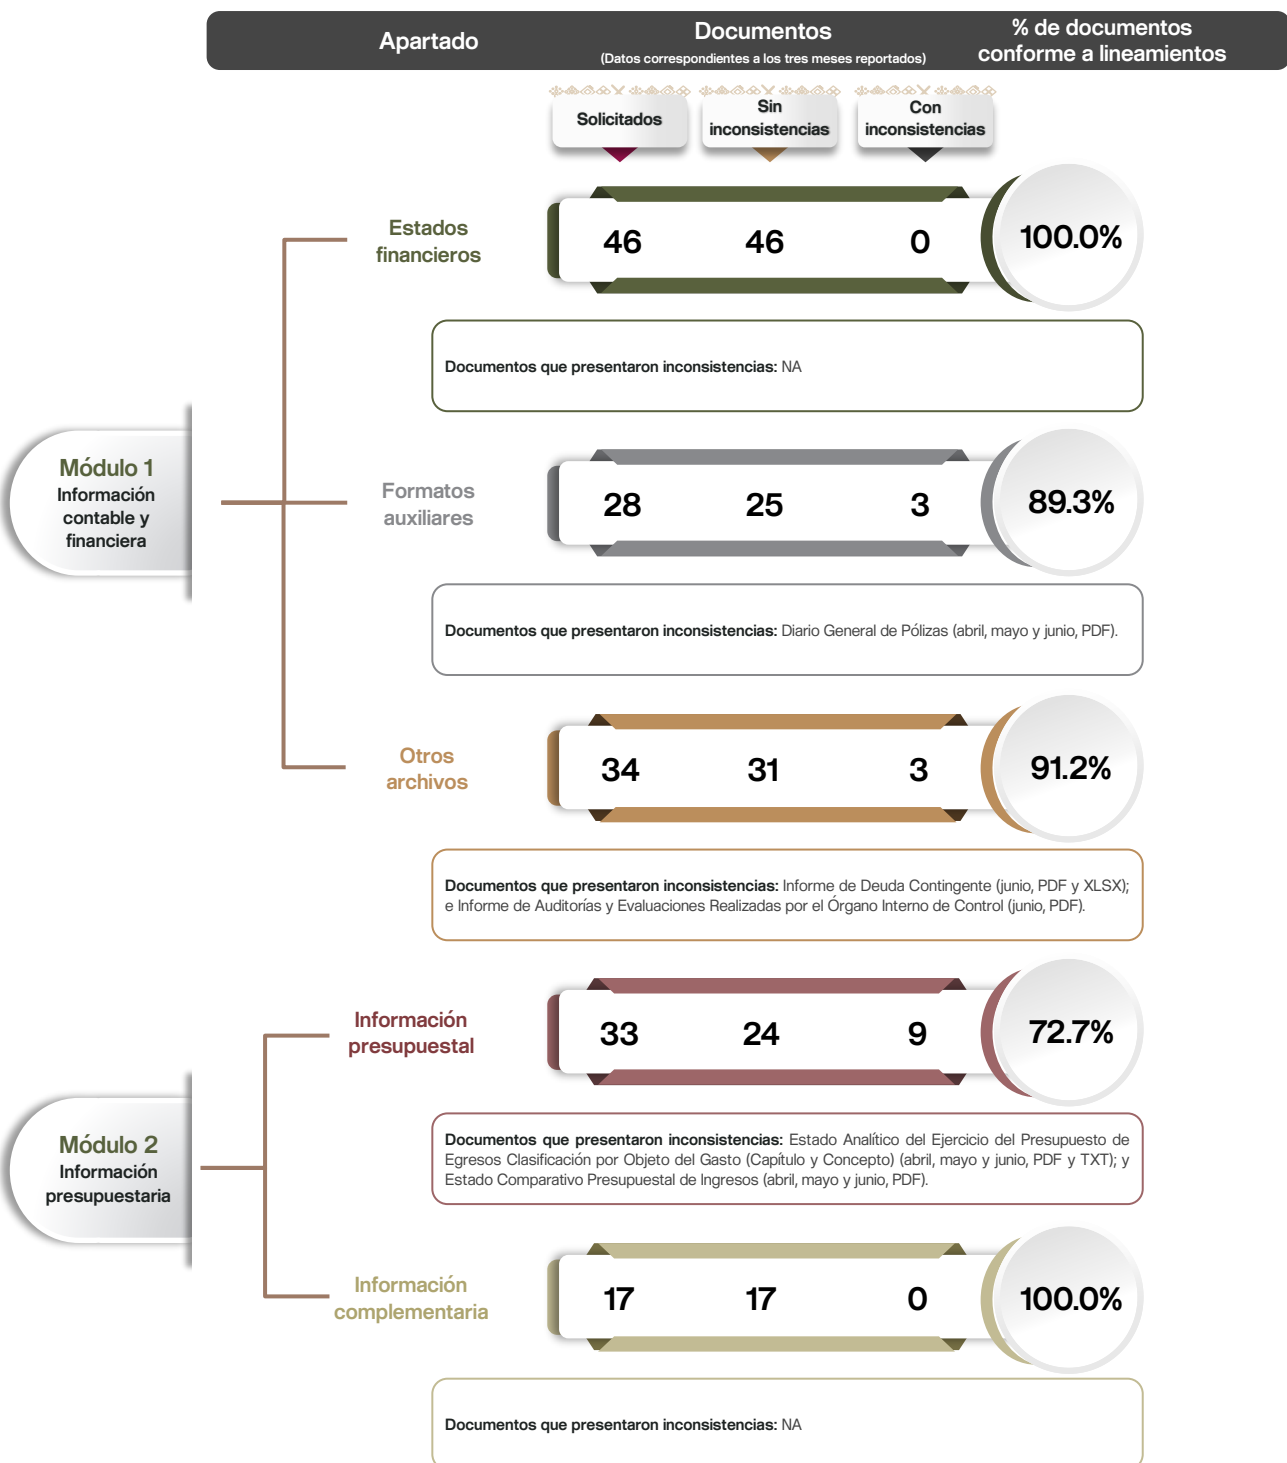 Apartado
Documentos
(Datos correspondientes a los tres meses reportados)
% de documentos
conforme a lineamientos
Solicitados
Sin
inconsistencias
Con
inconsistencias
Módulo 1
Información
contable y
financiera
Estados
financieros
46 46 0 100.0%
Documentos que presentaron inconsistencias: NA
Formatos
auxiliares
28 25 3 89.3%
Documentos que presentaron inconsistencias: Diario General de Pólizas (abril, mayo y junio, PDF).
Otros
archivos
34 31 3 91.2%
Documentos que presentaron inconsistencias: Informe de Deuda Contingente (junio, PDF y XLSX);
e Informe de Auditorías y Evaluaciones Realizadas por el Órgano Interno de Control (junio, PDF).
Módulo 2
Información
presupuestaria
Información
presupuestal
33 24 9 72.7%
Documentos que presentaron inconsistencias: Estado Analítico del Ejercicio del Presupuesto de
Egresos Clasificación por Objeto del Gasto (Capítulo y Concepto) (abril, mayo y junio, PDF y TXT); y
Estado Comparativo Presupuestal de Ingresos (abril, mayo y junio, PDF).
Información
complementaria
17 17 0 100.0%
Documentos que presentaron inconsistencias: NA